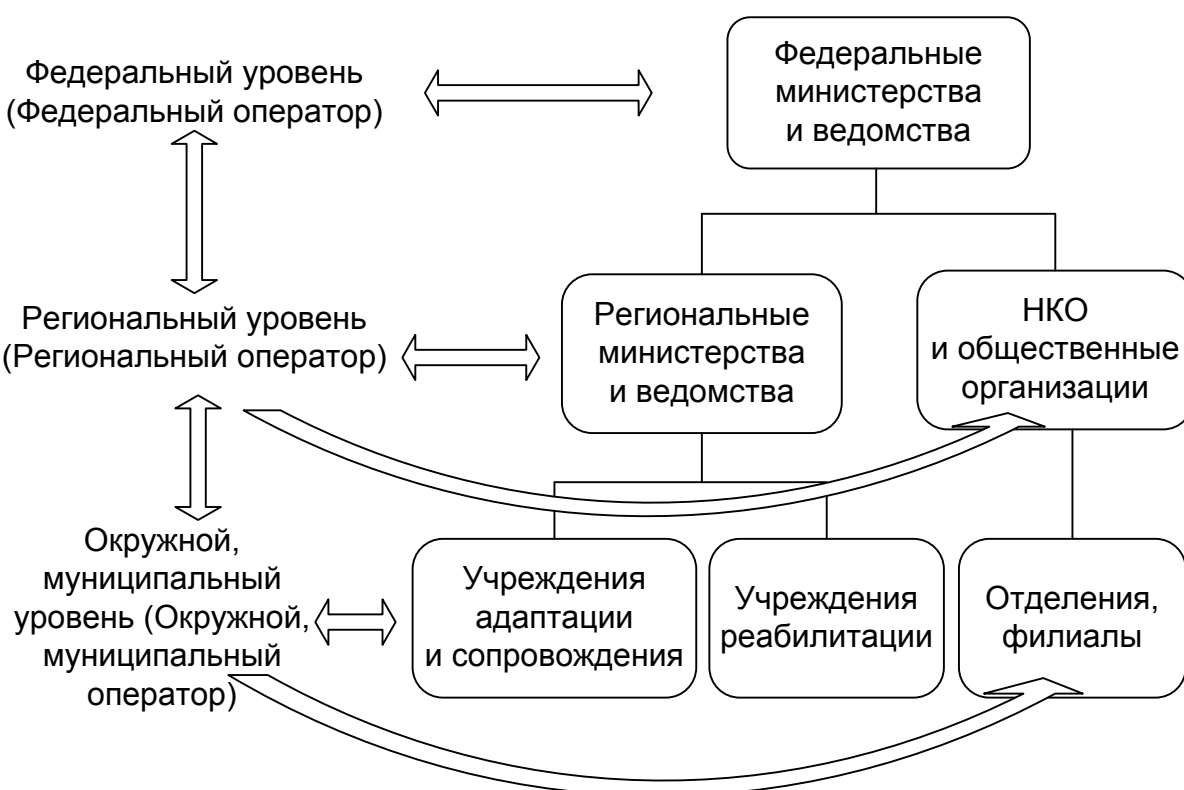 Федеральный уровень
(Федеральный оператор)
Федеральные
министерства
и ведомства
Региональный уровень
(Региональный оператор)
Региональные
министерства
и ведомства
НКО
и общественные
организации
Окружной,
муниципальный
уровень (Окружной,
муниципальный
оператор)
Учреждения
адаптации
и сопровождения
Учреждения
реабилитации
Отделения,
филиалы